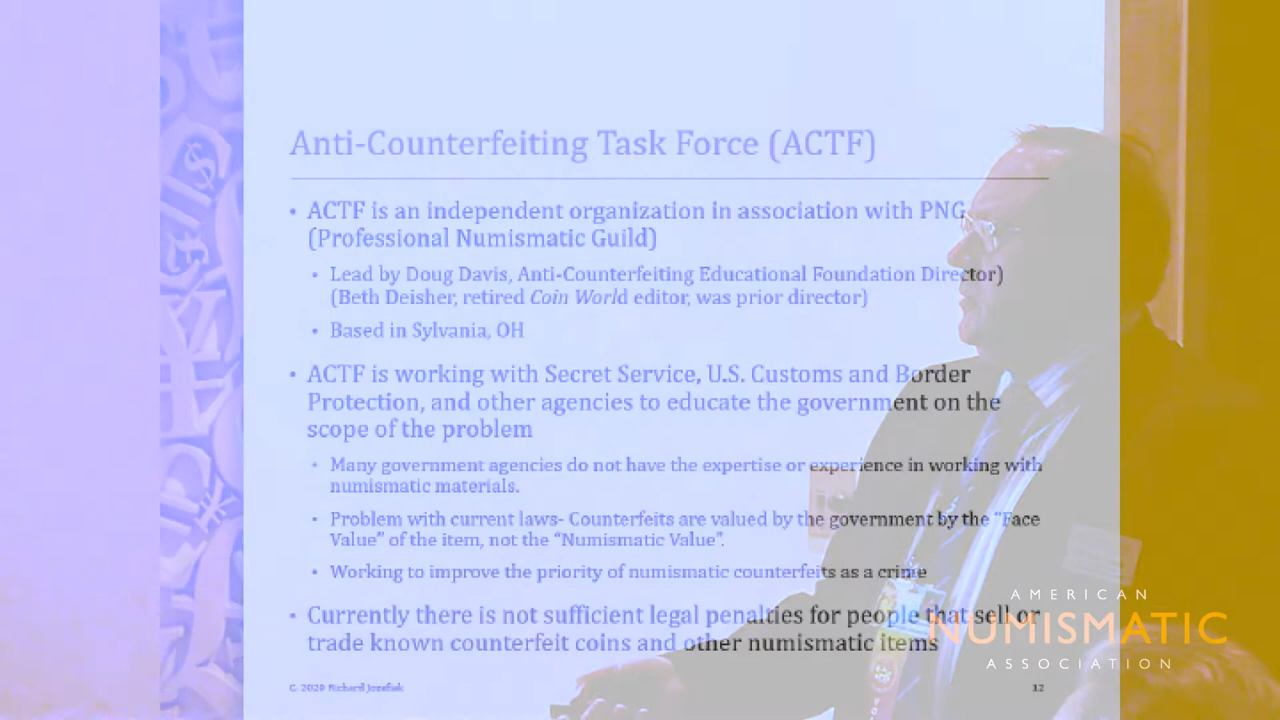 Anti-Counterfeiting Task Force (ACTF)
• ACTF is an independent organization in association with PNG
(Professional Numismatic Guild)
• Lead by Doug Davis, Anti-Counterfeiting Educational Foundation Director)
(Beth Deisher, retired Coin World editor, was prior director)
• Based in Sylvania, OH
• ACTF is working with Secret Service, U.S. Customs and Border
Protection, and other agencies to educate the government on the
scope of the problem
• Many government agencies do not have the expertise or experience in working with
numismatic materials.
• Problem with current laws- Counterfeits are valued by the government by the "Face
Value" of the item, not the "Numismatic Value".
• Working to improve the priority of numismatic counterfeits as a crime
• Currently there is not sufficient legal penalties for people that sell or
trade known counterfeit coins and other numismatic items
C. 2020 Richard Jozefiak
12
AMERICAN
NUMISMATIC
ASSOCIATION